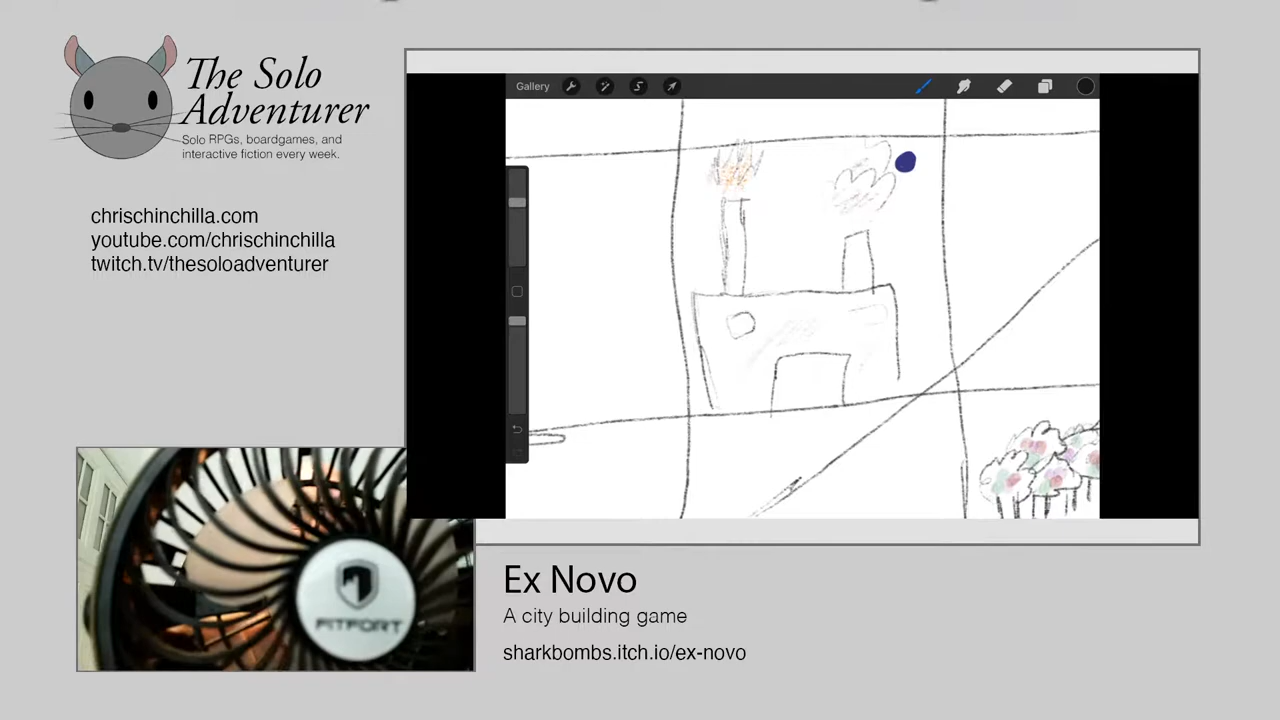 The Solo
Adventurer
Solo RPGs, boardgames, and
interactive fiction every week.
chrischinchilla.com
youtube.com/chrischinchilla
twitch.tv/thesoloadventurer
Gallery
FITFORT
Ex Novo
A city building game
sharkbombs.itch.io/ex-novo